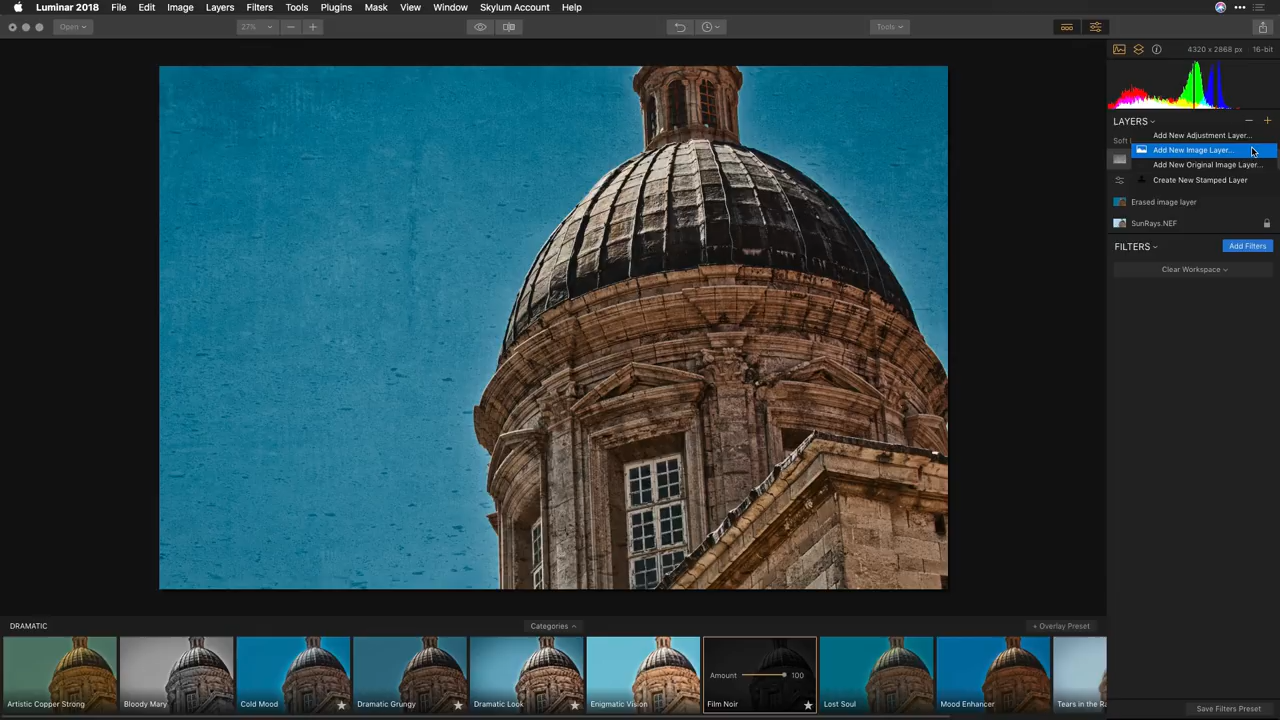 Luminar 2018 File Edit Image Layers Filters Tools Plugins Mask View Window Skylum Account Help
Open 27% Tools
4320 x 2868 px 16-bit
LAYERS
Add New Adjustment Layer...
Soft
Add New Image Layer...
Add New Original Image Layer...
Create New Stamped Layer
Erased image layer
SunRays.NEF
FILTERS Add Filters
Clear Workspace
DRAMATIC Categories + Overlay Preset
Amount 100
Artistic Copper Strong Bloody Mary Cold Mood Dramatic Grungy Dramatic Look Enigmatic Vision Film Noir Lost Soul Mood Enhancer Tears in the Ra
Save Filters Preset